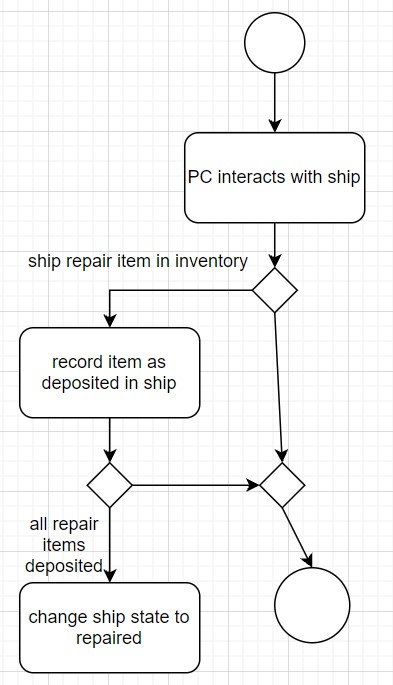 PC interacts with ship
ship repair item in inventory
record item as
deposited in ship
all repair
items
deposited
change ship state to
repaired